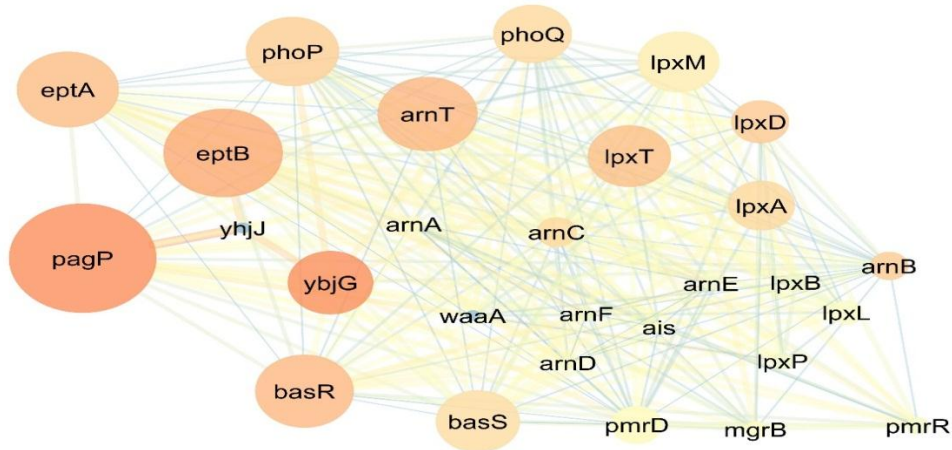 phoQ
phoP
lpxM
eptA
arnT
lpxD
eptB
lpxT
lpxA
yhjJ
arnA
arnC
pagP
arnB
ybjG
arnE
lpxB
waaA
arnF
ais
lpxL
arnD
lpxP
basR
basS
pmrD
mgrB
pmrR